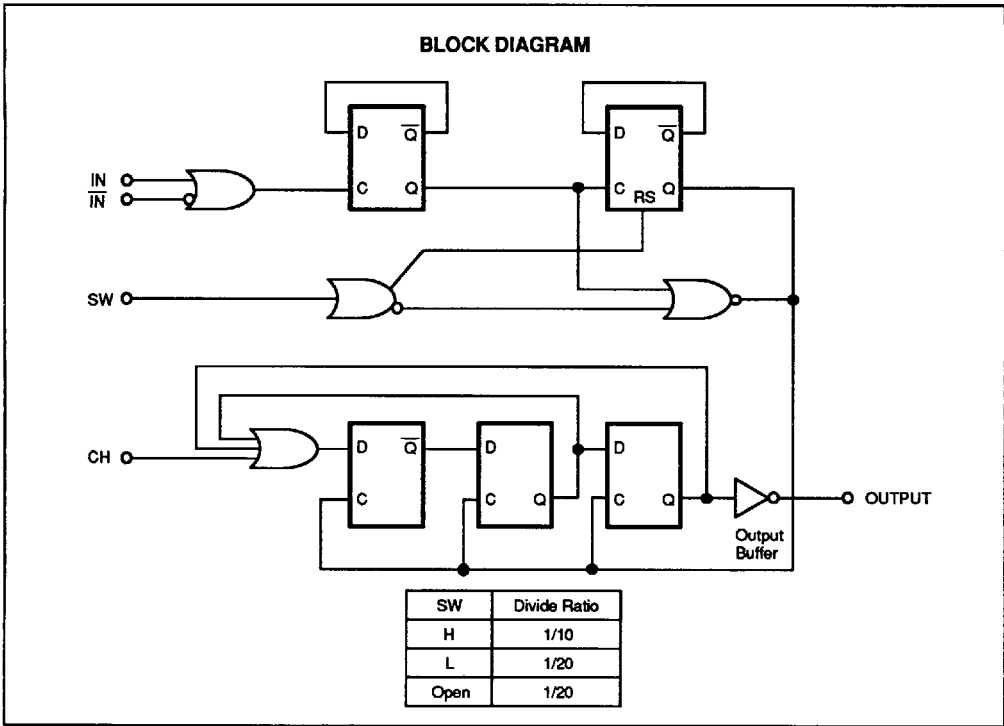 BLOCK DIAGRAM
D Q̅ D Q̅
IN
I̅N̅
C Q C Q
RS
SW
CH
D Q̅ D D
C C Q C Q
OUTPUT
Output
Buffer
SW Divide Ratio
H 1/10
L 1/20
Open 1/20